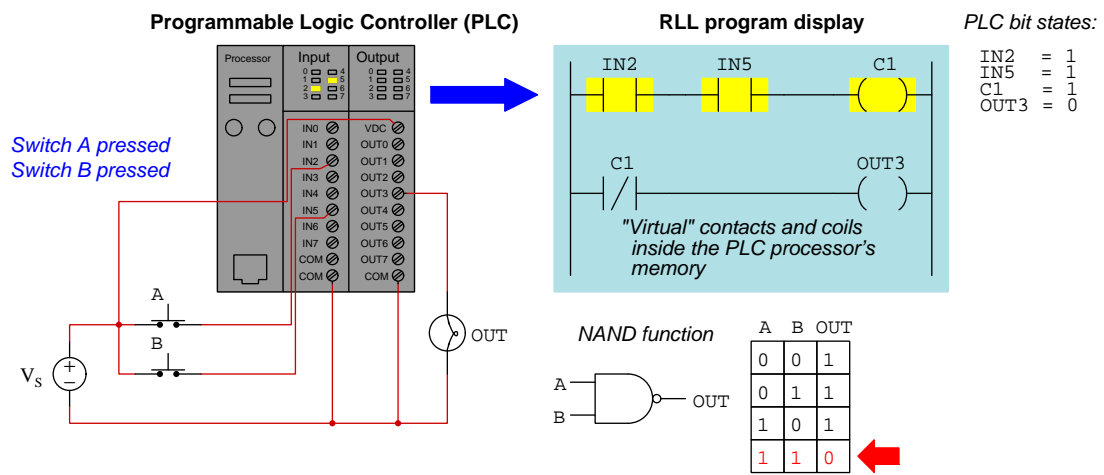 Programmable Logic Controller (PLC)
RLL program display
PLC bit states:
Processor
Input
Output
0 4
1 5
2 6
3 7
0 4
1 5
2 6
3 7
IN0
IN1
IN2
IN3
IN4
IN5
IN6
IN7
COM
COM
VDC
OUT0
OUT1
OUT2
OUT3
OUT4
OUT5
OUT6
OUT7
COM
Switch A pressed
Switch B pressed
A
B
VS
+
−
OUT
IN2 IN5 C1
C1 OUT3
"Virtual" contacts and coils
inside the PLC processor's
memory
IN2 = 1
IN5 = 1
C1 = 1
OUT3 = 0
NAND function
A
B
OUT
A B OUT
0 0 1
0 1 1
1 0 1
1 1 0